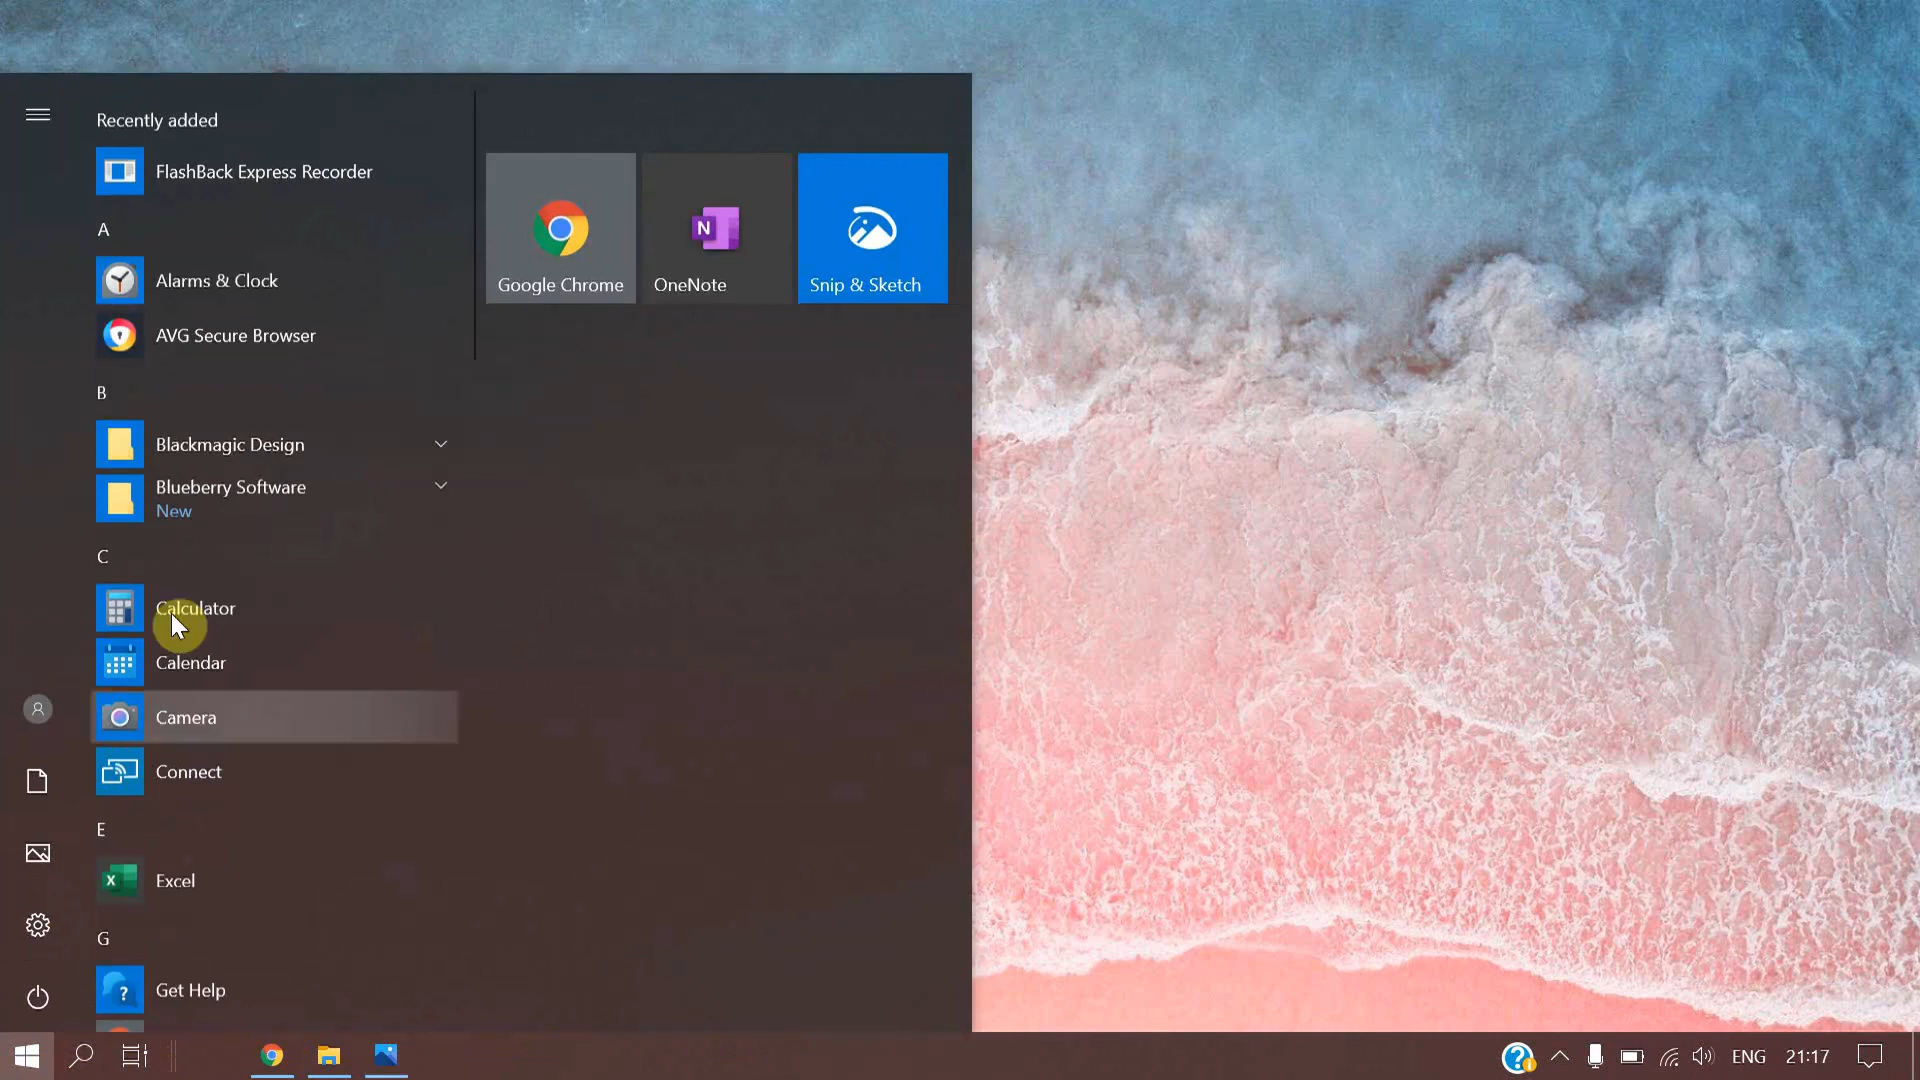 Recently added
FlashBack Express Recorder
A
Alarms & Clock
AVG Secure Browser
B
Blackmagic Design
Blueberry Software
New
C
Calculator
Calendar
Camera
Connect
E
X
Excel
G
?
Get Help
Google Chrome
N
OneNote
Snip & Sketch
?
ENG
21:17